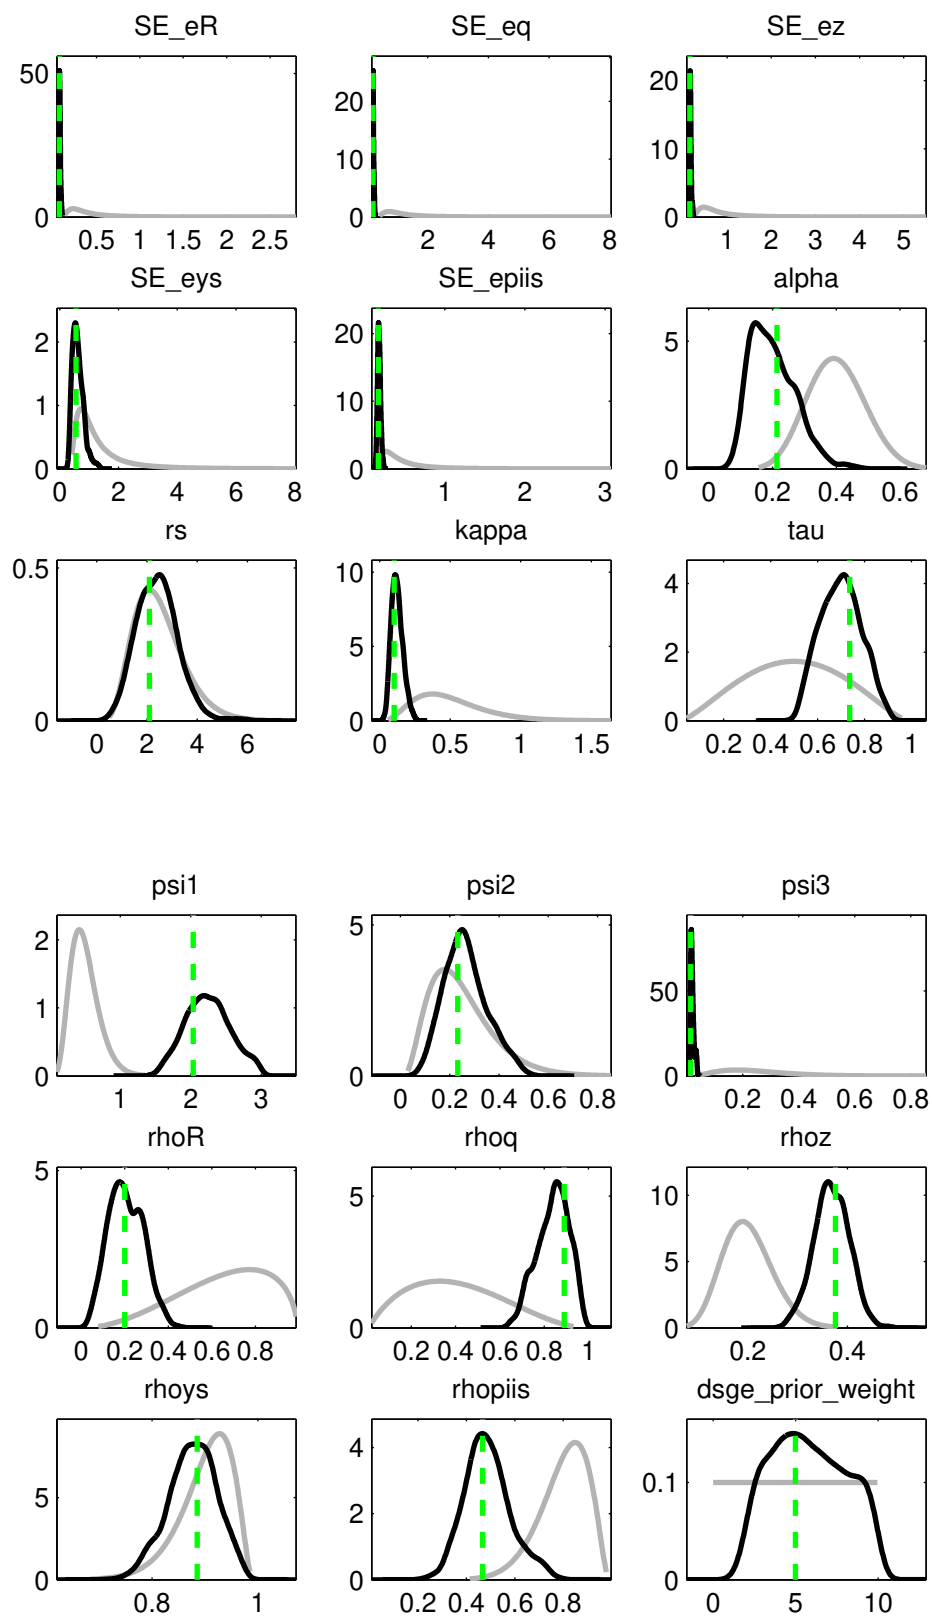 SE_eR SE_eq SE_ez
50 20 20
10 10
0 0 0
0.5 1 1.5 2 2.5 2 4 6 8 1 2 3 4 5
SE_eys SE_epiis alpha
2 20 5
1 10
0 0 0
0 2 4 6 8 1 2 3 0 0.2 0.4 0.6
rs kappa tau
0.5 10 4
5 2
0 0 0
0 2 4 6 0 0.5 1 1.5 0.2 0.4 0.6 0.8 1
psi1 psi2 psi3
2 5 50
1
0 0 0
1 2 3 0 0.2 0.4 0.6 0.8 0.2 0.4 0.6 0.8
rhoR rhoq rhoz
5 5 10
5
0 0 0
0 0.2 0.4 0.6 0.8 0.2 0.4 0.6 0.8 1 0.2 0.4
rhoys rhopiis dsge_prior_weight
5 4 0.1
2
0 0 0
0.8 1 0.2 0.4 0.6 0.8 0 5 10